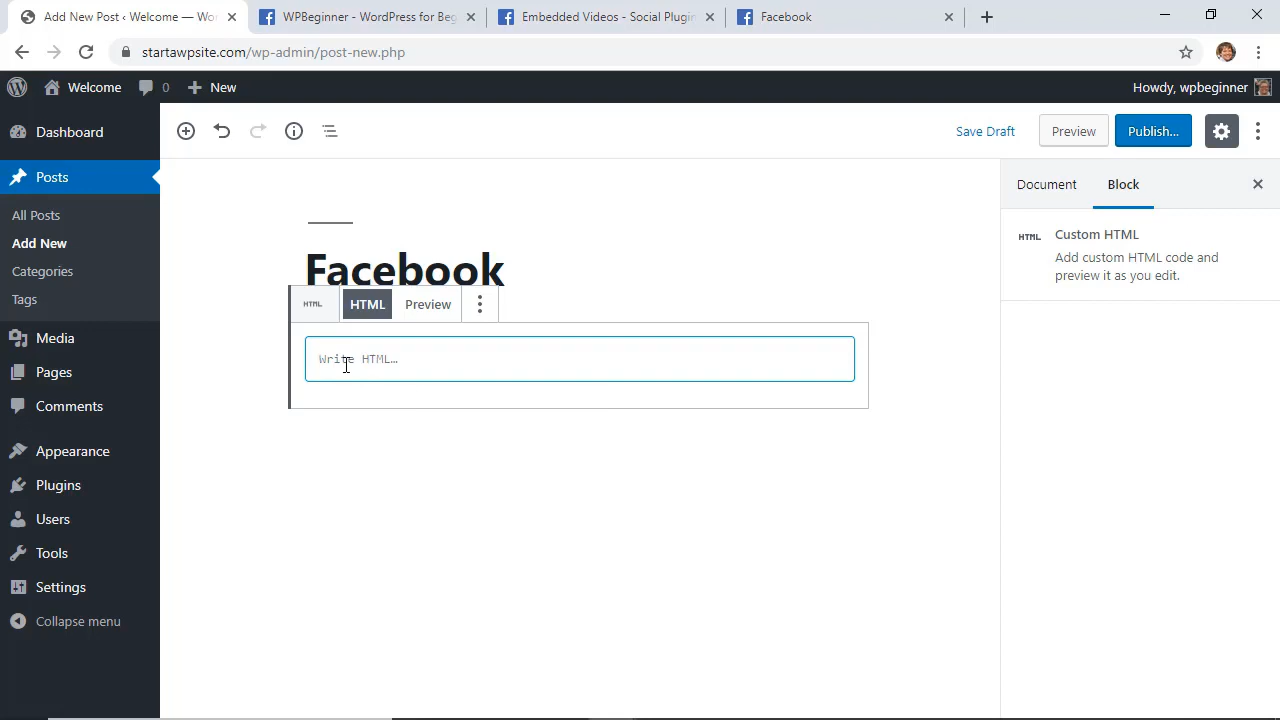 Add New Post ‹ Welcome — Wor
WPBeginner - WordPress for Beg
Embedded Videos - Social Plugin
Facebook
startawpsite.com/wp-admin/post-new.php
Welcome
0
New
Howdy, wpbeginner
Dashboard
Posts
All Posts
Add New
Categories
Tags
Media
Pages
Comments
Appearance
Plugins
Users
Tools
Settings
Collapse menu
Save Draft
Preview
Publish...
Facebook
HTML
HTML
Preview
Write HTML…
Document
Block
HTML
Custom HTML
Add custom HTML code and
preview it as you edit.